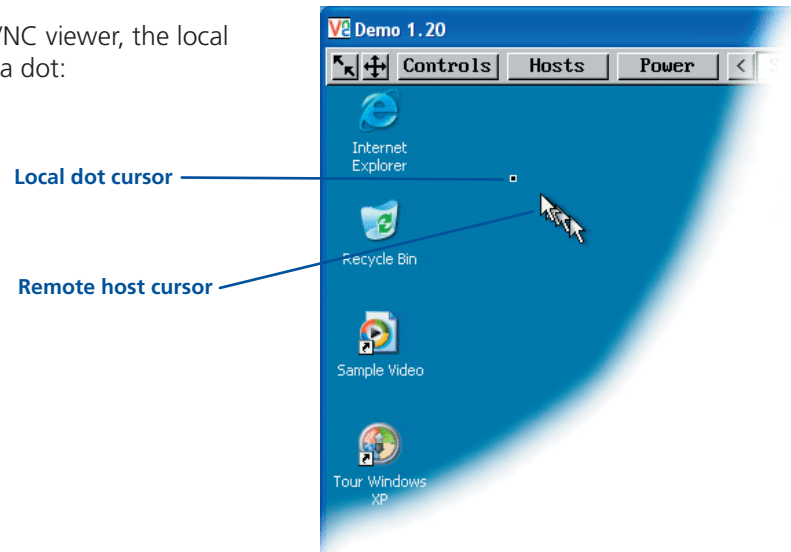 VNC viewer, the local
a dot:
Local dot cursor
Remote host cursor
V2 Demo 1.20
Controls Hosts Power <
Internet
Explorer
Recycle Bin
Sample Video
Tour Windows
XP